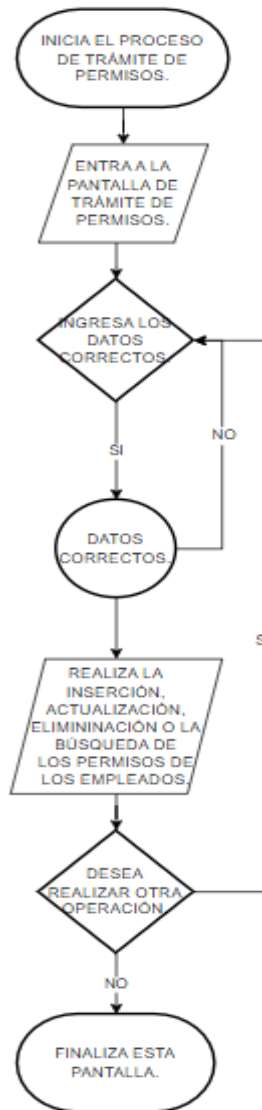 INICIA EL PROCESO
DE TRÁMITE DE
PERMISOS.
ENTRA A LA
PANTALLA DE
TRÁMITE DE
PERMISOS.
INGRESA LOS
DATOS
CORRECTOS.
NO
SI
DATOS
CORRECTOS.
REALIZA LA
INSERCIÓN,
ACTUALIZACIÓN,
ELIMININACIÓN O LA
BÚSQUEDA DE
LOS PERMISOS DE
LOS EMPLEADOS.
DESEA
REALIZAR OTRA
OPERACIÓN
NO
FINALIZA ESTA
PANTALLA.